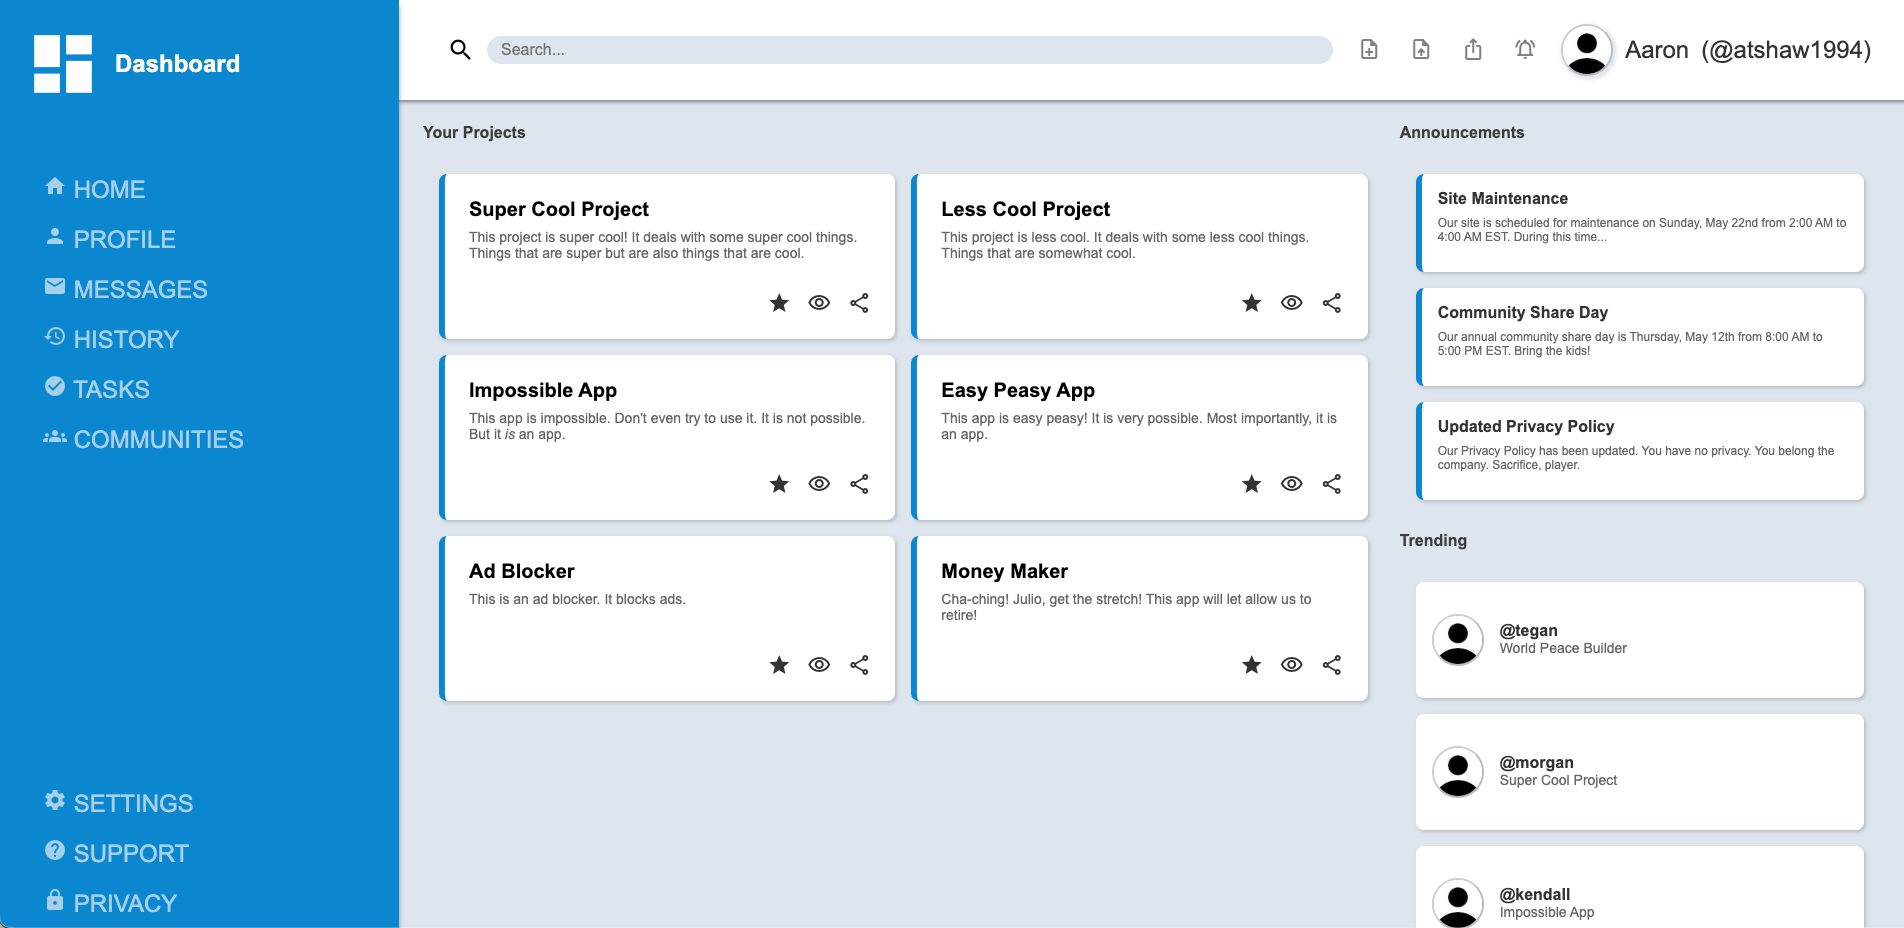 Dashboard
HOME
PROFILE
MESSAGES
HISTORY
TASKS
COMMUNITIES
SETTINGS
SUPPORT
PRIVACY
Search...
Aaron (@atshaw1994)
Your Projects
Super Cool Project
This project is super cool! It deals with some super cool things.
Things that are super but are also things that are cool.
Less Cool Project
This project is less cool. It deals with some less cool things.
Things that are somewhat cool.
Impossible App
This app is impossible. Don't even try to use it. It is not possible.
But it is an app.
Easy Peasy App
This app is easy peasy! It is very possible. Most importantly, it is
an app.
Ad Blocker
This is an ad blocker. It blocks ads.
Money Maker
Cha-ching! Julio, get the stretch! This app will let allow us to
retire!
Announcements
Site Maintenance
Our site is scheduled for maintenance on Sunday, May 22nd from 2:00 AM to
4:00 AM EST. During this time...
Community Share Day
Our annual community share day is Thursday, May 12th from 8:00 AM to
5:00 PM EST. Bring the kids!
Updated Privacy Policy
Our Privacy Policy has been updated. You have no privacy. You belong the
company. Sacrifice, player.
Trending
@tegan
World Peace Builder
@morgan
Super Cool Project
@kendall
Impossible App